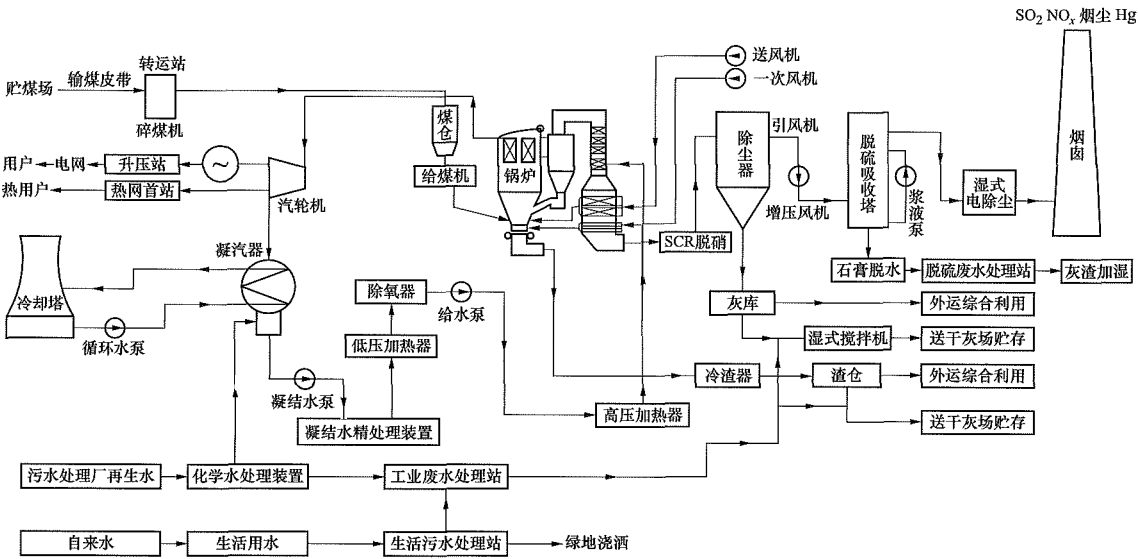 SO₂ NOₓ 烟尘 Hg
转运站
送风机
贮煤场
输煤皮带
一次风机
煤仓
碎煤机
除尘器
引风机
脱硫吸收塔
烟囱
用户
电网
升压站
~
给煤机
锅炉
浆液泵
湿式
电除尘
热用户
热网首站
汽轮机
增压风机
SCR脱硝
凝汽器
石膏脱水
脱硫废水处理站
灰渣加湿
冷却塔
除氧器
给水泵
灰库
外运综合利用
循环水泵
低压加热器
湿式搅拌机
送干灰场贮存
凝结水泵
冷渣器
渣仓
外运综合利用
凝结水精处理装置
高压加热器
送干灰场贮存
污水处理厂再生水
化学水处理装置
工业废水处理站
自来水
生活用水
生活污水处理站
绿地浇洒